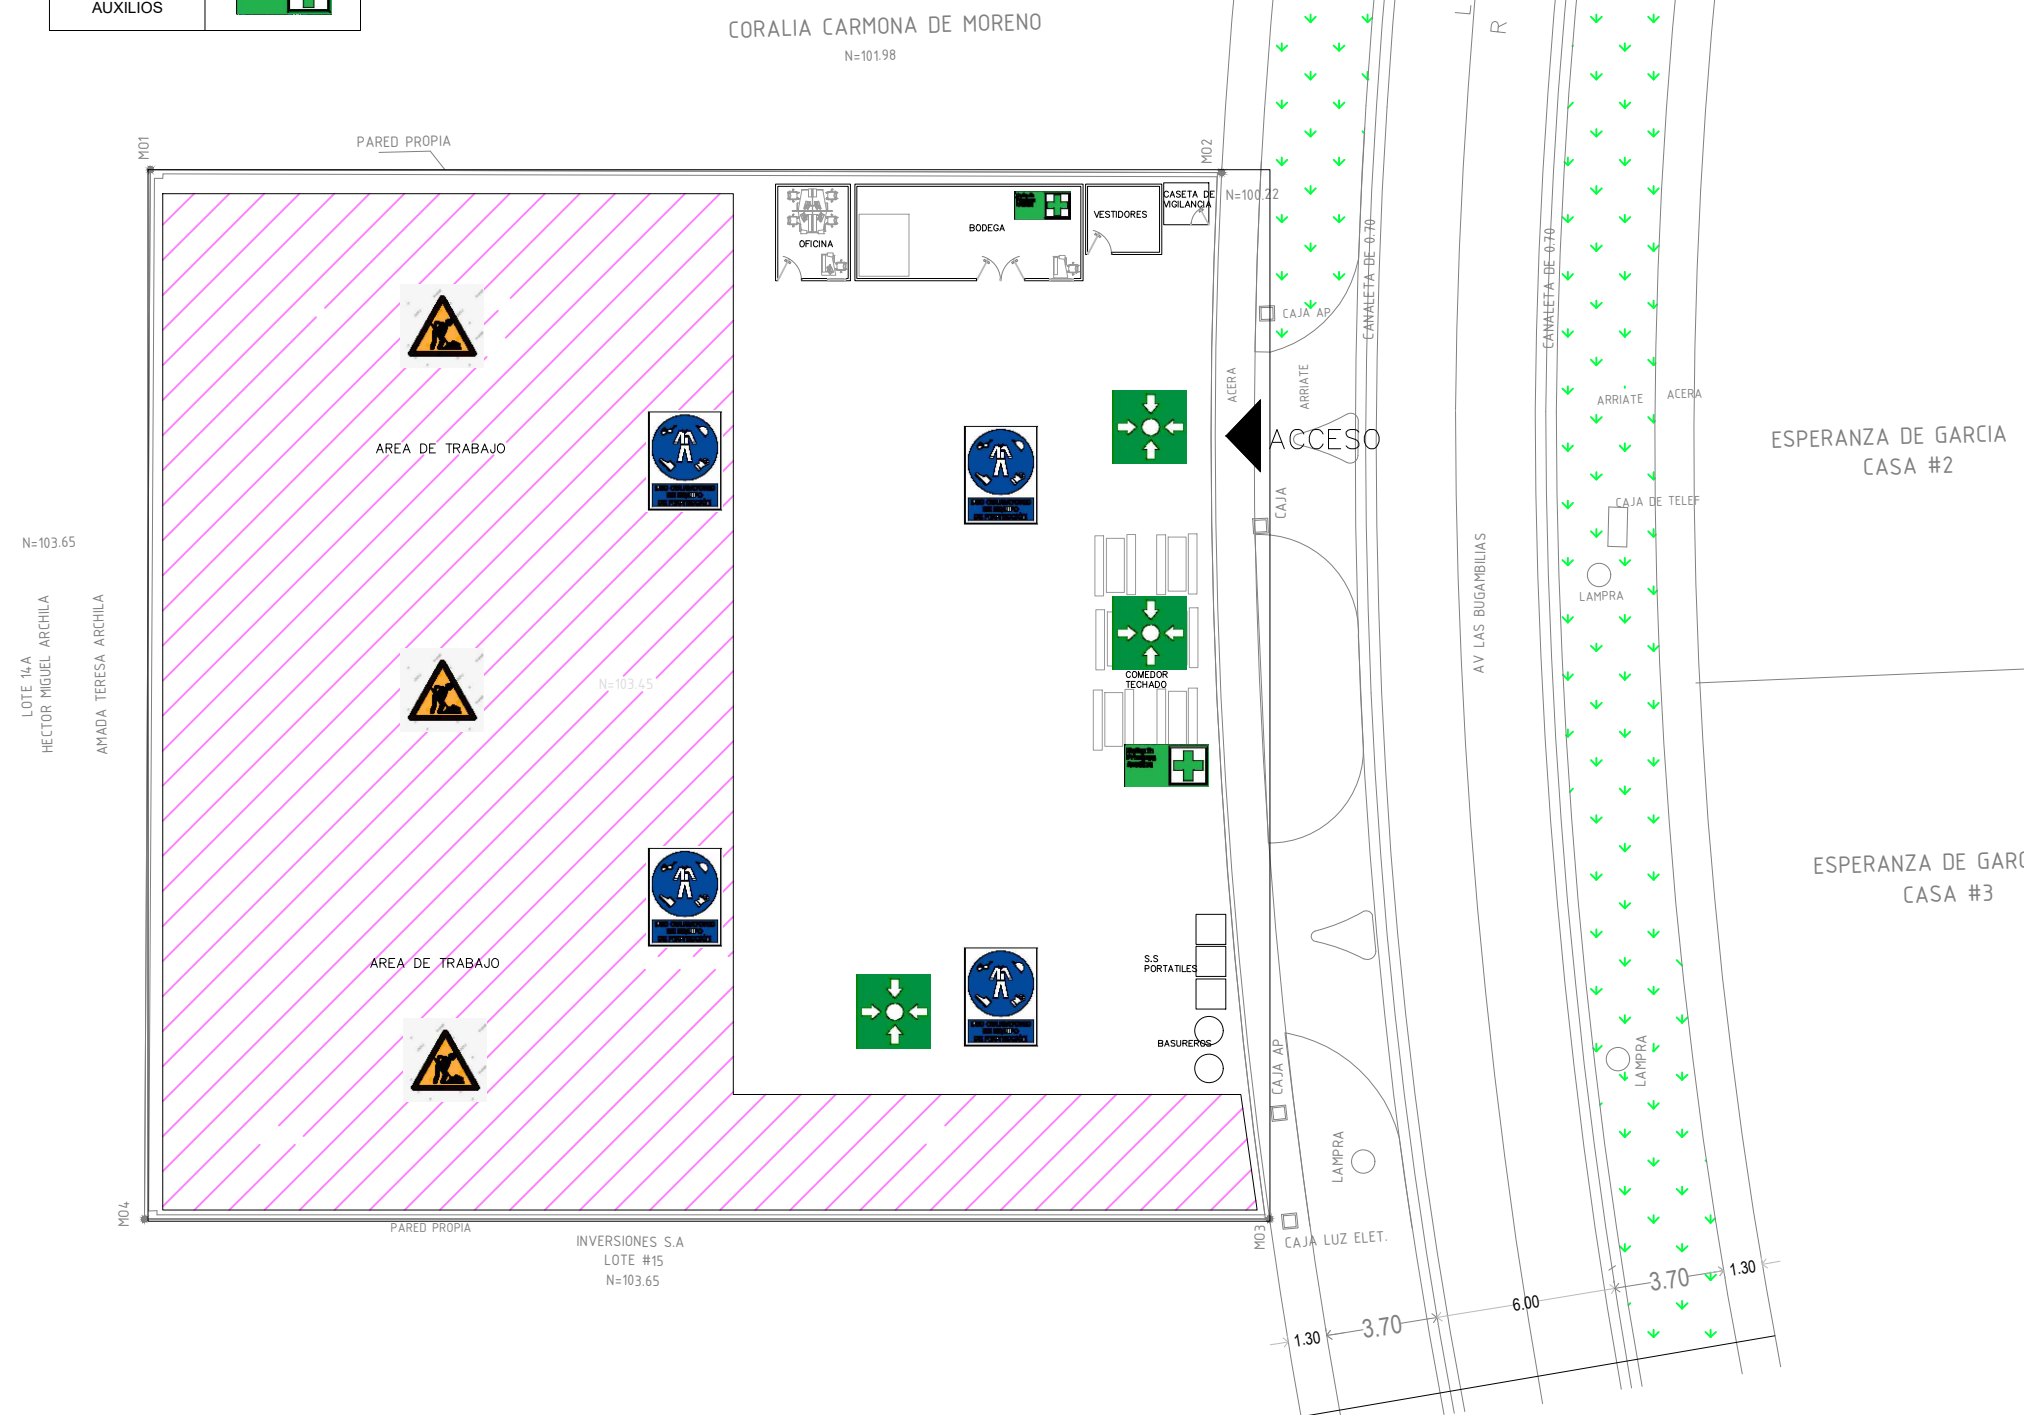 AUXILIOS
CORALIA CARMONA DE MORENO
N=101.98
L
R
M01
PARED PROPIA
M02
N=100.22
CASETA DE
VIGILANCIA
VESTIDORES
BODEGA
OFICINA
CAJA AP
CANALETA DE 0.70
CANALETA DE 0.70
ACERA
ARRIATE
ARRIATE
ACERA
ACCESO
AREA DE TRABAJO
ESPERANZA DE GARCIA
CASA #2
CAJA
CAJA DE TELEF
N=103.65
LOTE 14A
HECTOR MIGUEL ARCHILA
AMADA TERESA ARCHILA
AV LAS BUGAMBILIAS
LAMPRA
N=103.45
COMEDOR
TECHADO
ESPERANZA DE GARC
CASA #3
AREA DE TRABAJO
S.S
PORTATILES
BASUREROS
CAJA AP
LAMPRA
LAMPRA
M04
PARED PROPIA
M03
CAJA LUZ ELET.
INVERSIONES S.A
LOTE #15
N=103.65
1.30
3.70
6.00
3.70
1.30